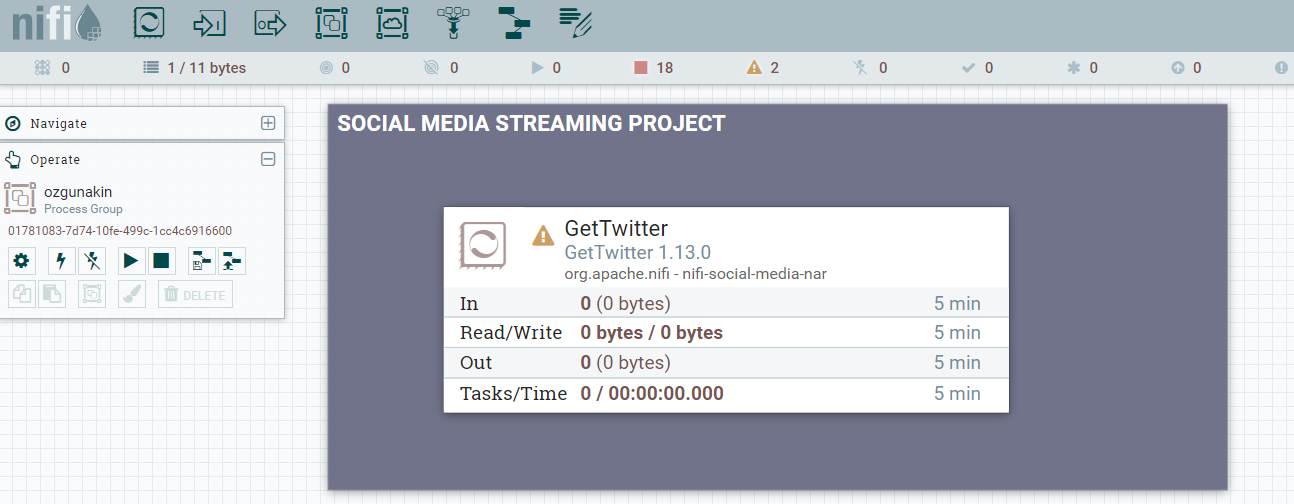 nifi
0 1 / 11 bytes 0 0 0 18 2 0 0 0 0
Navigate
Operate
ozgunakin
Process Group
01781083-7d74-10fe-499c-1cc4c6916600
DELETE
SOCIAL MEDIA STREAMING PROJECT
GetTwitter
GetTwitter 1.13.0
org.apache.nifi - nifi-social-media-nar
In 0 (0 bytes) 5 min
Read/Write 0 bytes / 0 bytes 5 min
Out 0 (0 bytes) 5 min
Tasks/Time 0 / 00:00:00.000 5 min